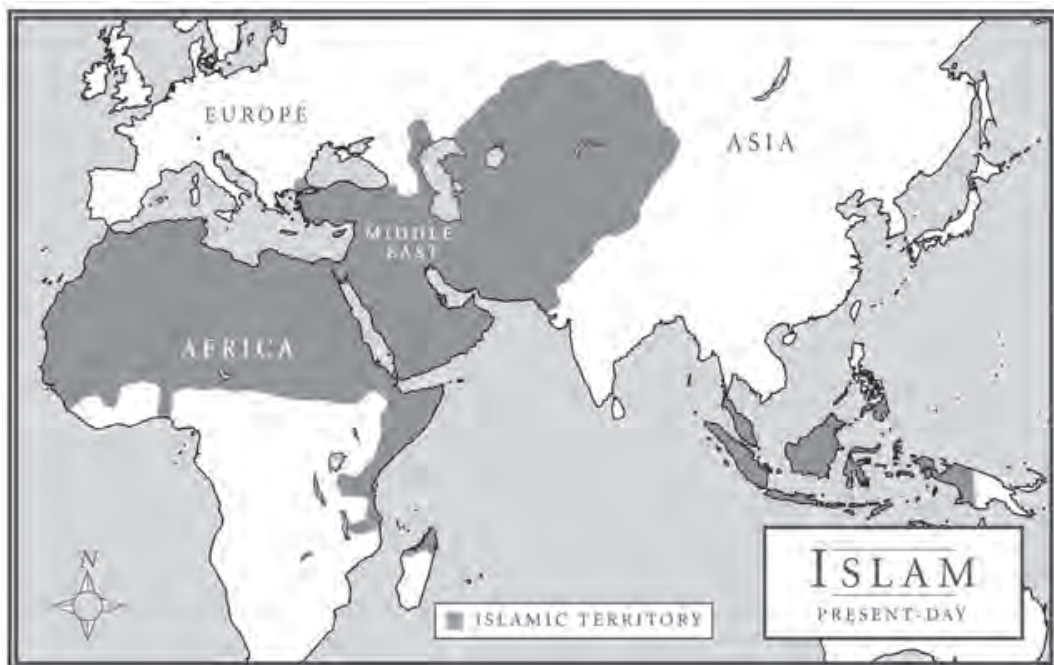 EUROPE
ASIA
MIDDLE
EAST
AFRICA
N
ISLAMIC TERRITORY
ISLAM
PRESENT-DAY